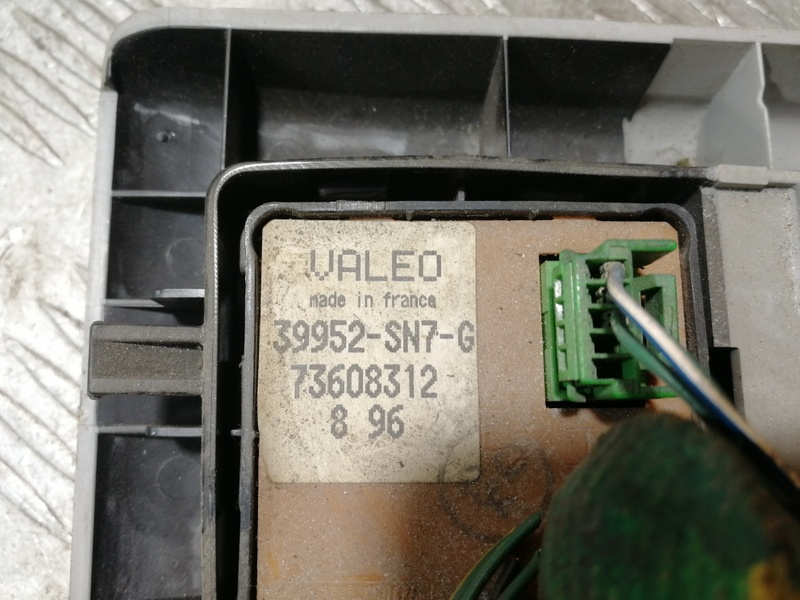 VALEO
made in france
39952-SN7-G
73608312
8 96